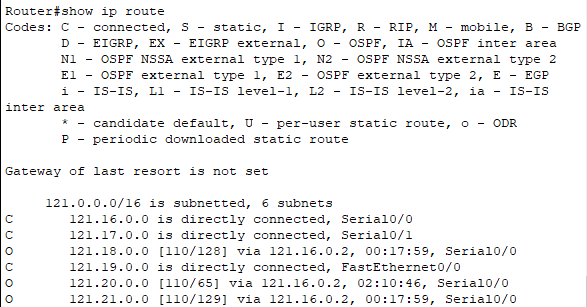 Router#show ip route
Codes: C - connected, S - static, I - IGRP, R - RIP, M - mobile, B - BGP
D - EIGRP, EX - EIGRP external, O - OSPF, IA - OSPF inter area
N1 - OSPF NSSA external type 1, N2 - OSPF NSSA external type 2
E1 - OSPF external type 1, E2 - OSPF external type 2, E - EGP
i - IS-IS, L1 - IS-IS level-1, L2 - IS-IS level-2, ia - IS-IS
inter area
* - candidate default, U - per-user static route, o - ODR
P - periodic downloaded static route
Gateway of last resort is not set
121.0.0.0/16 is subnetted, 6 subnets
C 121.16.0.0 is directly connected, Serial0/0
C 121.17.0.0 is directly connected, Serial0/1
O 121.18.0.0 [110/128] via 121.16.0.2, 00:17:59, Serial0/0
C 121.19.0.0 is directly connected, FastEthernet0/0
O 121.20.0.0 [110/65] via 121.16.0.2, 02:10:46, Serial0/0
O 121.21.0.0 [110/129] via 121.16.0.2, 00:17:59, Serial0/0